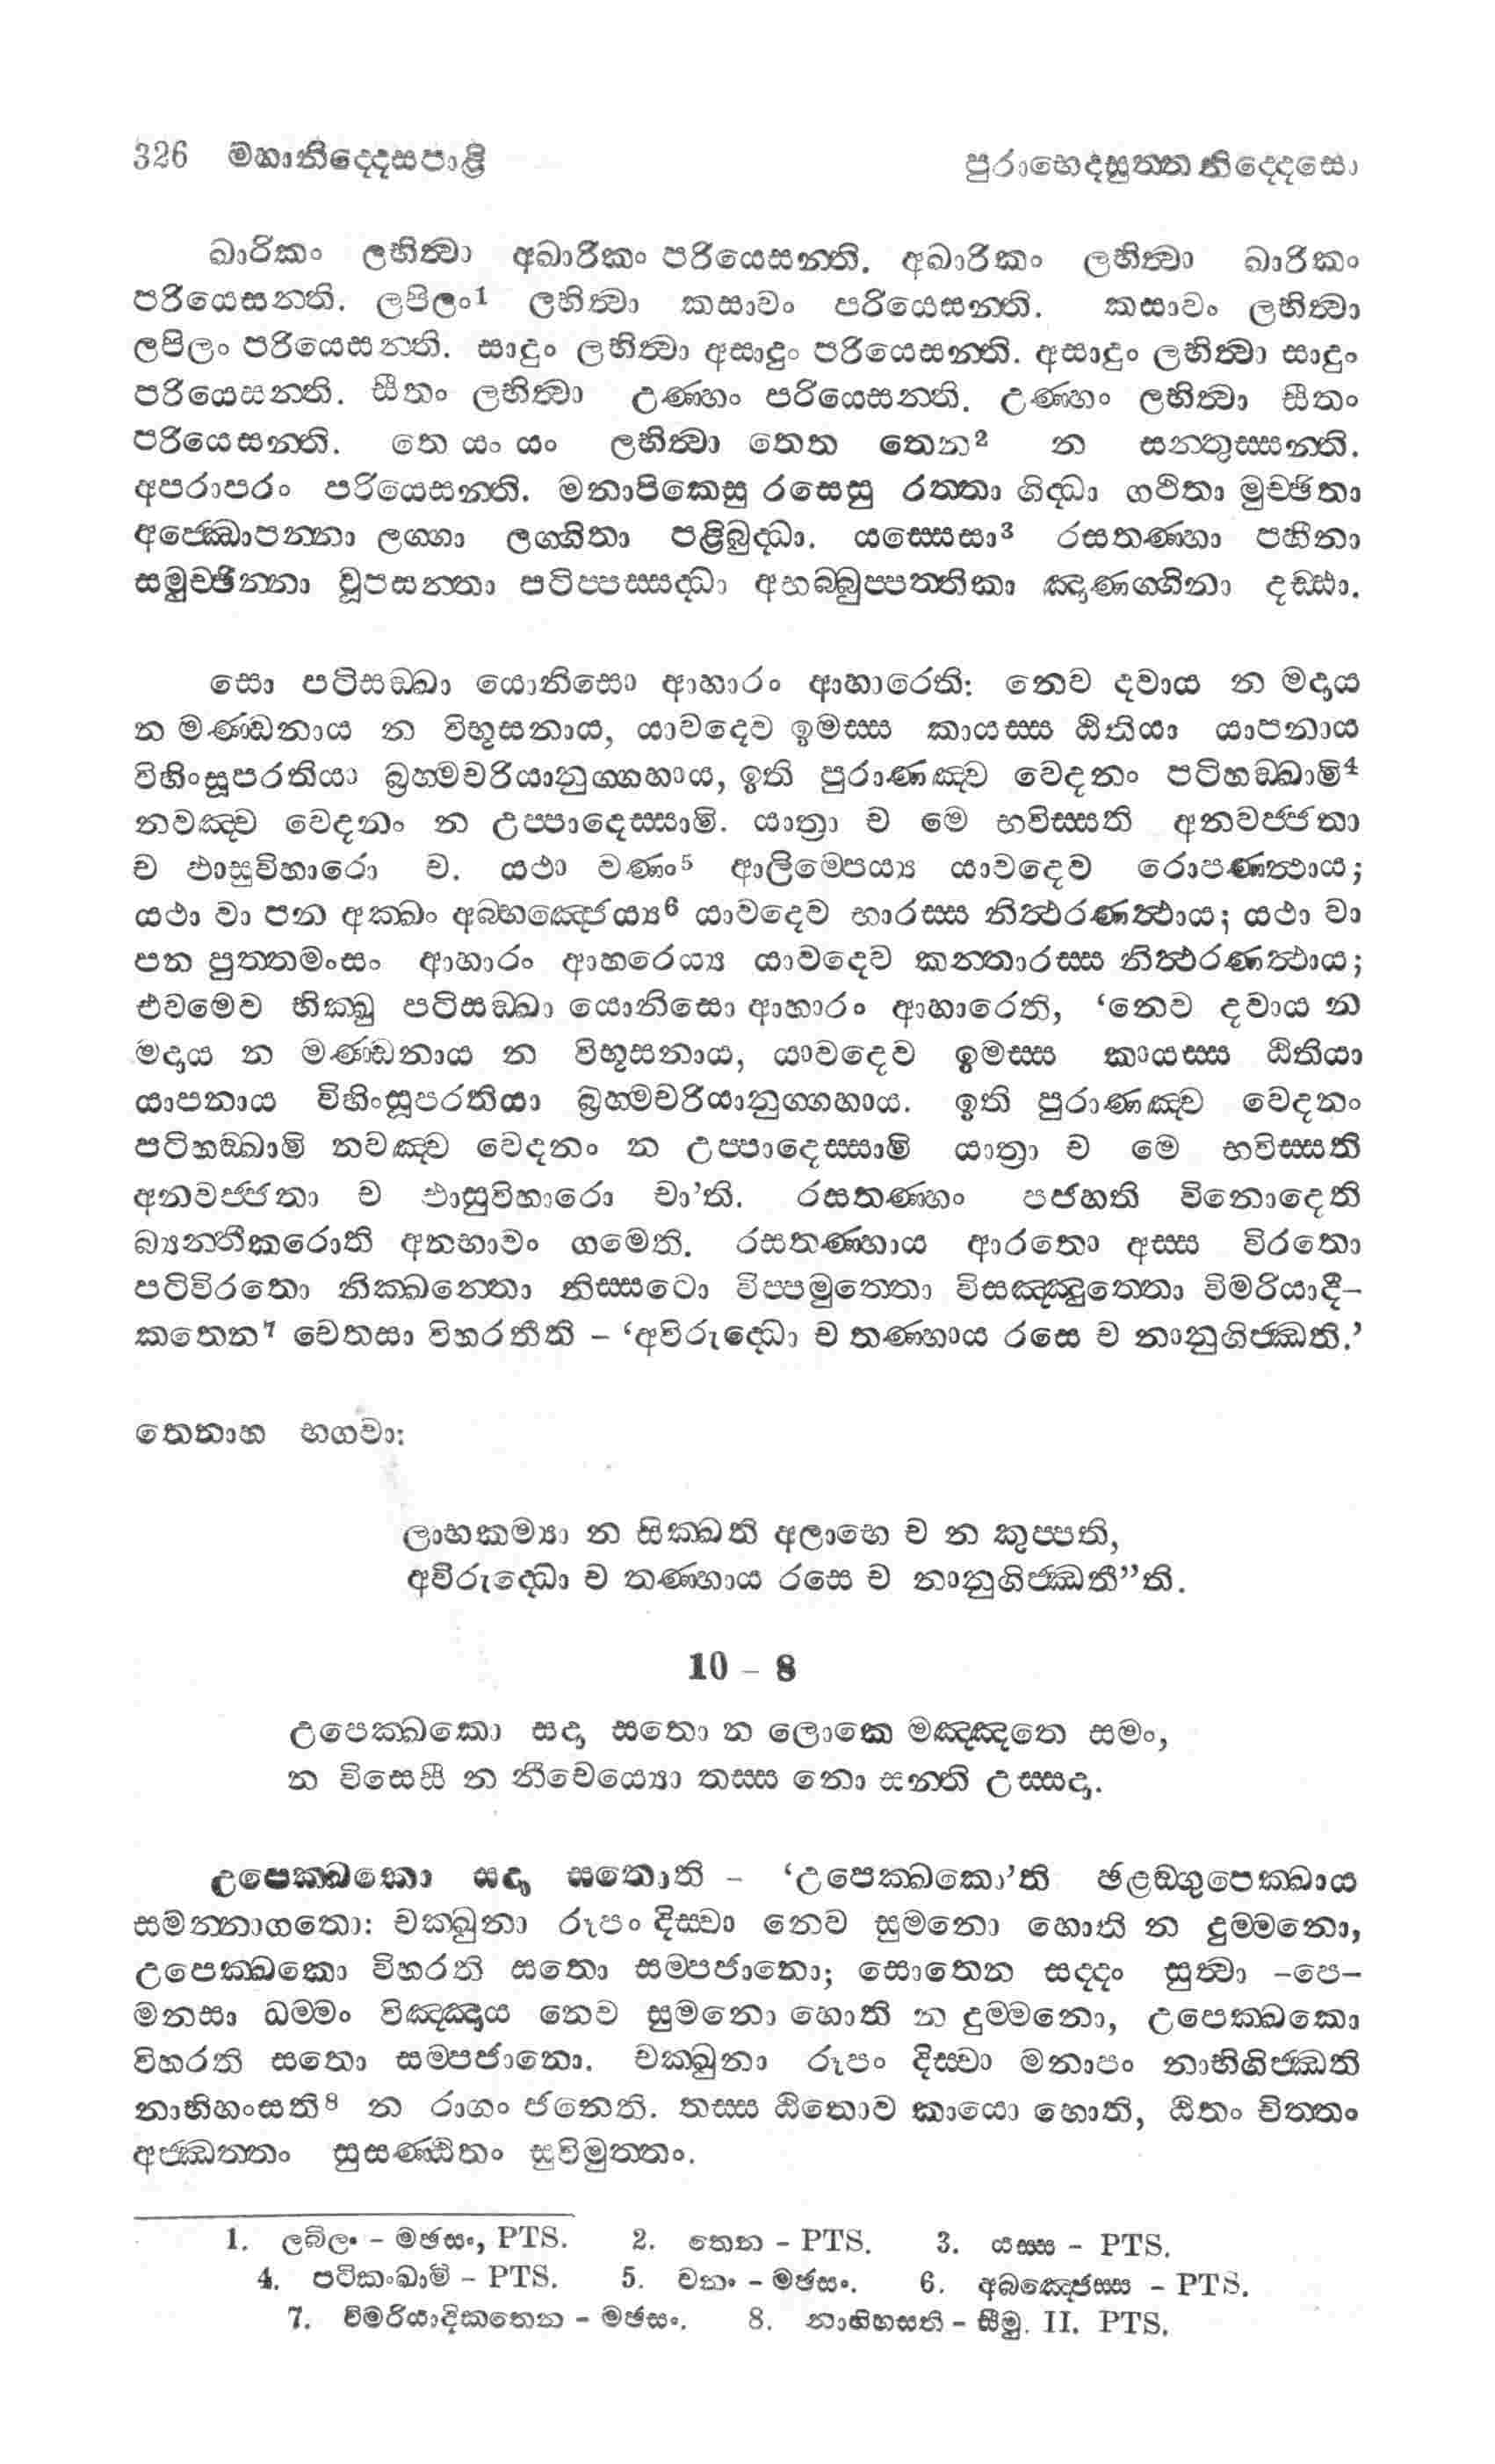 326 මහානිද්දෙසපාළි
පුරාභෙදසුත්තනිද්දෙසො
ඛාරිකං ලභිත්වා අඛාරිකං පරියෙසන්ති. අඛාරිකං ලභිත්වා ඛාරිකං
පරියෙසන්ති. ලපිලං¹ ලභිත්වා කසාවං පරියෙසන්ති. කසාවං ලභිත්වා
ලපිලං පරියෙසන්ති. සාදුං ලභිත්වා අසාදුං පරියෙසන්ති. අසාදුං ලභිත්වා සාදුං
පරියෙසන්ති. සීතං ලභිත්වා උණ්හං පරියෙසන්ති. උණ්හං ලභිත්වා සීතං
පරියෙසන්ති. තෙ යං යං ලභිත්වා තෙත තෙන² න සන්තුස්සන්ති.
අපරාපරං පරියෙසන්ති. මනාපිකෙසු රසෙසු රත්තා ගිද්ධා ගථිතා මුච්ඡිතා
අජ්ඣොපන්නා ලග්ගා ලග්ගිතා පළිබුද්ධා. යස්සෙසා³ රසතණ්හා පහීනා
සමුච්ඡින්නා වූපසන්තා පටිප්පස්සද්ධා අභබ්බුප්පත්තිකා ඤාණග්ගිනා දඩ්ඪා.
සො පටිසඞ්ඛා යොනිසො ආහාරං ආහාරෙති: නෙව දවාය න මදාය
න මණ්ඩනාය න විභූසනාය, යාවදෙව ඉමස්ස කායස්ස ඨිතියා යාපනාය
විහිංසූපරතියා බ්‍රහ්මචරියානුග්ගහාය, ඉති පුරාණඤ්ච වෙදනං පටිහඞ්ඛාමි⁴
නවඤ්ච වෙදනං න උප්පාදෙස්සාමි. යාත්‍රා ච මෙ භවිස්සති අනවජ්ජතා
ච ඵාසුවිහාරො ච. යථා වණං⁵ ආලිම්පෙය්‍ය යාවදෙව රොපණත්ථාය;
යථා වා පන අක්ඛං අබ්භඤ්ජෙය්‍ය⁶ යාවදෙව භාරස්ස නිත්ථරණත්ථාය; යථා වා
පන පුත්තමංසං ආහාරං ආහරෙය්‍ය යාවදෙව කන්තාරස්ස නිත්ථරණත්ථාය;
එවමෙව භික්ඛු පටිසඞ්ඛා යොනිසො ආහාරං ආහාරෙති, ‘නෙව දවාය න
මදාය න මණ්ඩනාය න විභූසනාය, යාවදෙව ඉමස්ස කායස්ස ඨිතියා
යාපනාය විහිංසූපරතියා බ්‍රහ්මචරියානුග්ගහාය. ඉති පුරාණඤ්ච වෙදනං
පටිහඞ්ඛාමි නවඤ්ච වෙදනං න උප්පාදෙස්සාමි යාත්‍රා ච මෙ භවිස්සති
අනවජ්ජතා ච ඵාසුවිහාරො චා’ති. රසතණ්හං පජහති විනොදෙති
බ්‍යන්තීකරොති අනභාවං ගමෙති. රසතණ්හාය ආරතො අස්ස විරතො
පටිවිරතො නික්ඛන්තො නිස්සටො විප්පමුත්තො විසඤ්ඤුත්තො විමරියාදී–
කතෙන⁷ චෙතසා විහරතීති – ‘අවිරුද්ධො ච තණ්හාය රසෙ ච නානුගිජ්ඣති.’
තෙනාහ භගවා:
ලාභකම්‍යා න සික්ඛති අලාභෙ ච න කුප්පති,
අවිරුද්ධො ච තණ්හාය රසෙ ච නානුගිජ්ඣතී”ති.
10 – 8
උපෙක්ඛකො සදා සතො න ලොකෙ මඤ්ඤතෙ සමං,
න විසෙසී න නීචෙය්‍යො තස්ස නො සන්ති උස්සදා.
උපෙක්ඛකො සදා සතොති – ‘උපෙක්ඛකො’ති ඡළඞ්ගුපෙක්ඛාය
සමන්නාගතො: චක්ඛුනා රූපං දිස්වා නෙව සුමනො හොති න දුම්මනො,
උපෙක්ඛකො විහරති සතො සම්පජානො; සොතෙන සද්දං සුත්වා –පෙ–
මනසා ධම්මං විඤ්ඤාය නෙව සුමනො හොති න දුම්මනො, උපෙක්ඛකො
විහරති සතො සම්පජානො. චක්ඛුනා රූපං දිස්වා මනාපං නාභිගිජ්ඣති
නාභිහංසති⁸ න රාගං ජනෙති. තස්ස ඨිතොව කායො හොති, ඨිතං චිත්තං
අජ්ඣත්තං සුසණ්ඨිතං සුවිමුත්තං.
1. ලබිලං – මඡසං, PTS. 2. තෙන – PTS. 3. යස්ස – PTS.
4. පටිකංඛාමි – PTS. 5. වනං – මඡසං. 6. අබ්‍ඤ්ජෙස්ස – PTS.
7. විමරියාදිකතෙන – මඡසං. 8. නාභිහසති – සීමු. II. PTS.